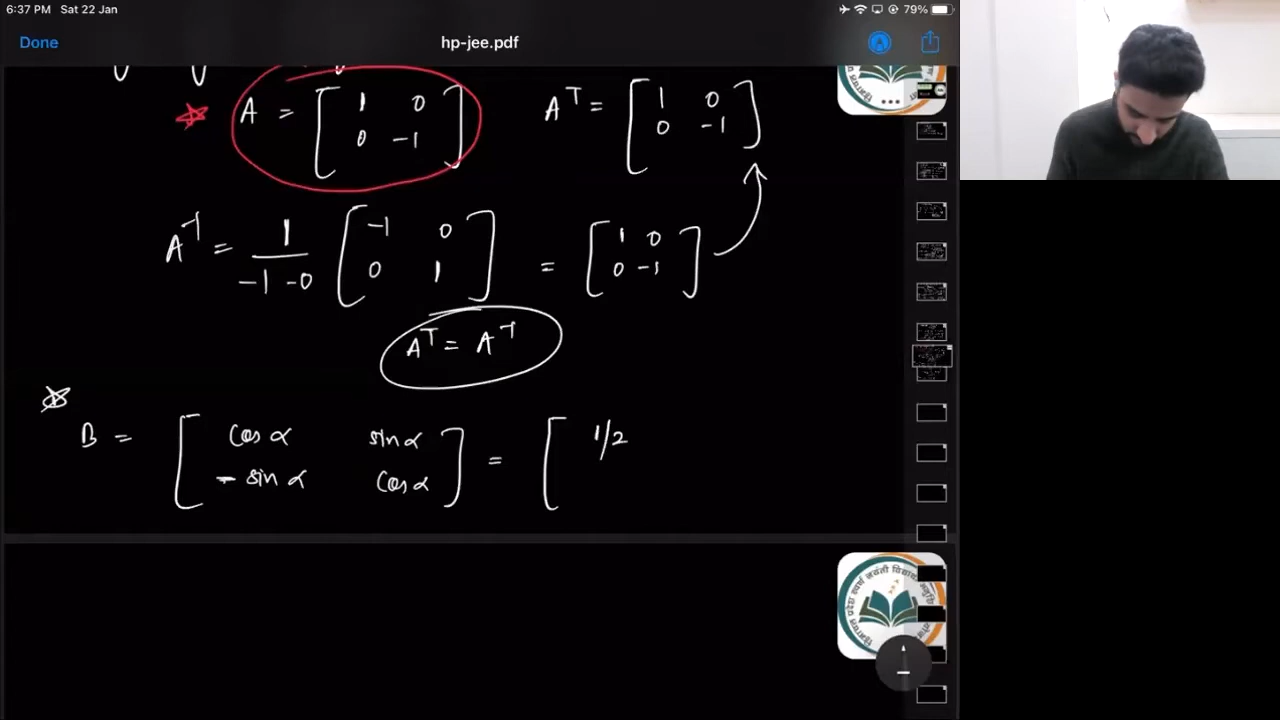 6:37 PM Sat 22 Jan 79%
Done hp-jee.pdf
A = [ 1 0 Aᵀ = [ 1 0
0 -1 ] 0 -1 ]
A⁻¹ = 1/(-1 -0) [ -1 0 = [ 1 0
0 1 ] 0 -1 ]
Aᵀ = A⁻¹
B = [ cos α sin α = [ 1/2
- sin α cos α ]